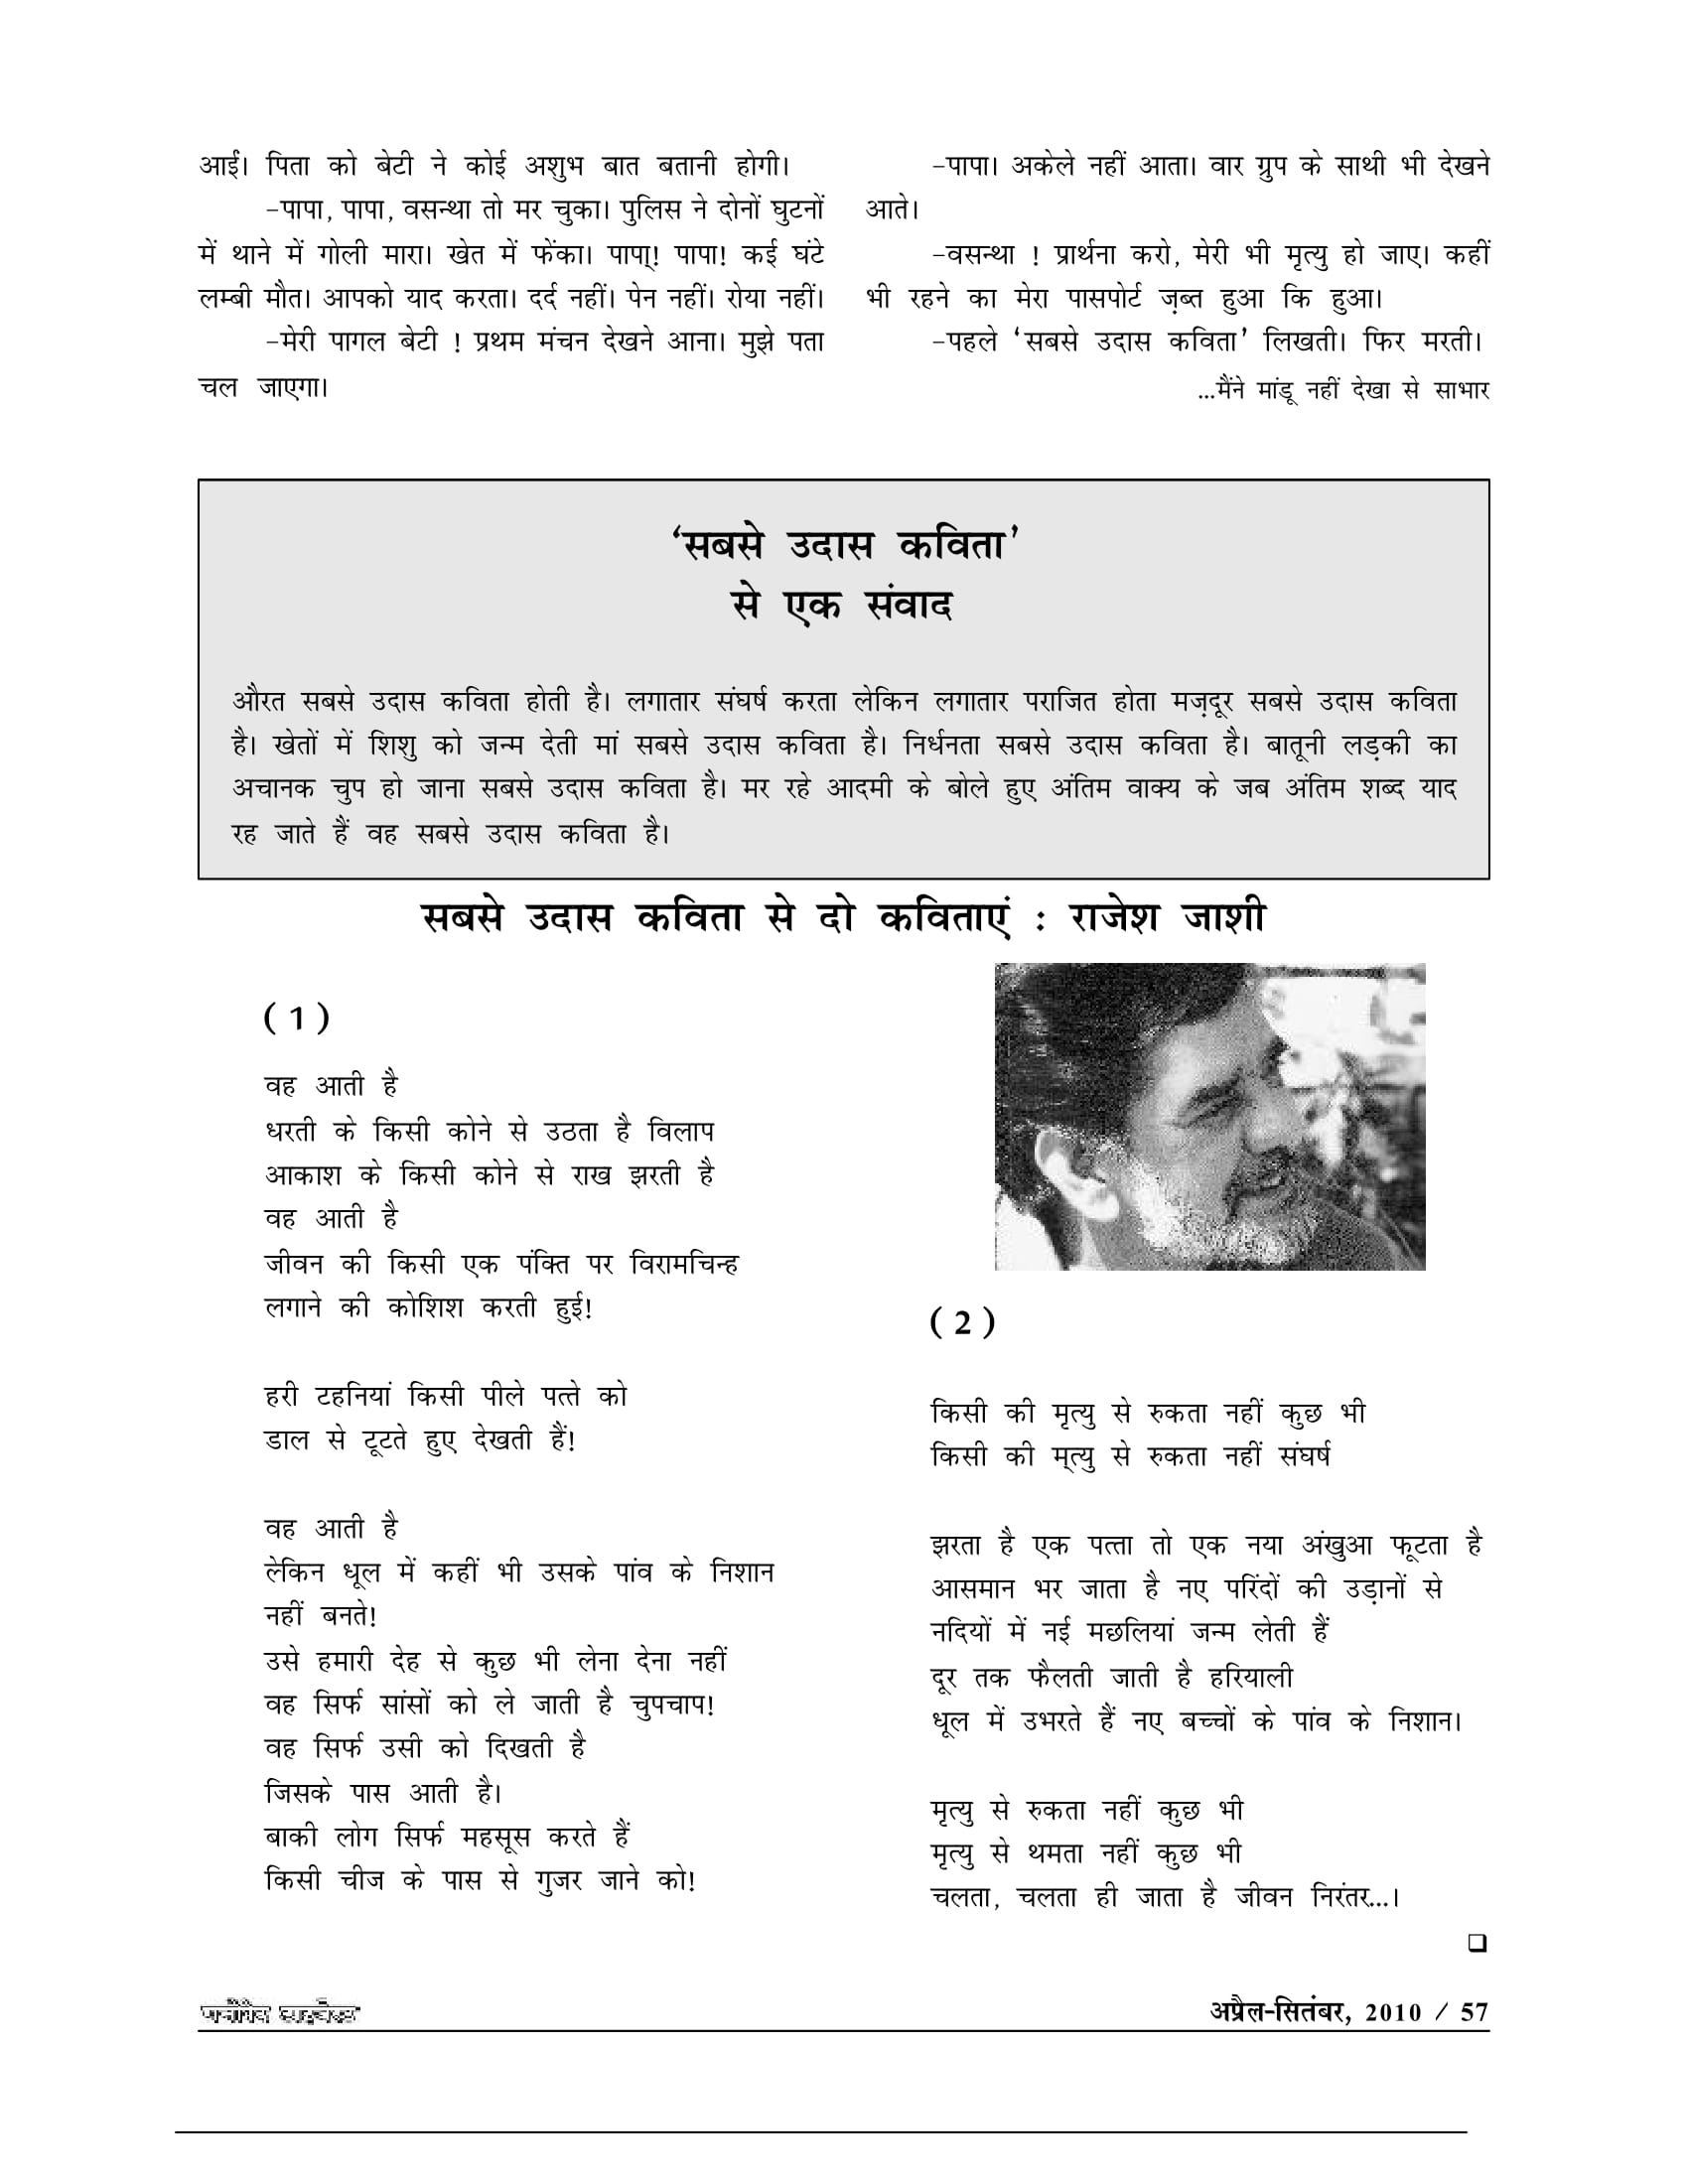 आईं। पिता को बेटी ने कोई अशुभ बात बतानी होगी।
–पापा, पापा, वसन्था तो मर चुका। पुलिस ने दोनों घुटनों
में थाने में गोली मारा। खेत में फेंका। पापा्! पापा! कई घंटे
लम्बी मौत। आपको याद करता। दर्द नहीं। पेन नहीं। रोया नहीं।
–मेरी पागल बेटी ! प्रथम मंचन देखने आना। मुझे पता
चल जाएगा।
–पापा। अकेले नहीं आता। वार ग्रुप के साथी भी देखने
आते।
–वसन्था ! प्रार्थना करो, मेरी भी मृत्यु हो जाए। कहीं
भी रहने का मेरा पासपोर्ट ज़ब्त हुआ कि हुआ।
–पहले ‘सबसे उदास कविता’ लिखती। फिर मरती।
...मैंने मांडू नहीं देखा से साभार
‘सबसे उदास कविता’
से एक संवाद
औरत सबसे उदास कविता होती है। लगातार संघर्ष करता लेकिन लगातार पराजित होता मज़दूर सबसे उदास कविता
है। खेतों में शिशु को जन्म देती मां सबसे उदास कविता है। निर्धनता सबसे उदास कविता है। बातूनी लड़की का
अचानक चुप हो जाना सबसे उदास कविता है। मर रहे आदमी के बोले हुए अंतिम वाक्य के जब अंतिम शब्द याद
रह जाते हैं वह सबसे उदास कविता है।
सबसे उदास कविता से दो कविताएं : राजेश जाशी
( 1 )
वह आती है
धरती के किसी कोने से उठता है विलाप
आकाश के किसी कोने से राख झरती है
वह आती है
जीवन की किसी एक पंक्ति पर विरामचिन्ह
लगाने की कोशिश करती हुई!
हरी टहनियां किसी पीले पत्ते को
डाल से टूटते हुए देखती हैं!
वह आती है
लेकिन धूल में कहीं भी उसके पांव के निशान
नहीं बनते!
उसे हमारी देह से कुछ भी लेना देना नहीं
वह सिर्फ सांसों को ले जाती है चुपचाप!
वह सिर्फ उसी को दिखती है
जिसके पास आती है।
बाकी लोग सिर्फ महसूस करते हैं
किसी चीज के पास से गुजर जाने को!
( 2 )
किसी की मृत्यु से रुकता नहीं कुछ भी
किसी की म्त्यु से रुकता नहीं संघर्ष
झरता है एक पत्ता तो एक नया अंखुआ फूटता है
आसमान भर जाता है नए परिंदों की उड़ानों से
नदियों में नई मछलियां जन्म लेती हैं
दूर तक फैलती जाती है हरियाली
धूल में उभरते हैं नए बच्चों के पांव के निशान।
मृत्यु से रुकता नहीं कुछ भी
मृत्यु से थमता नहीं कुछ भी
चलता, चलता ही जाता है जीवन निरंतर...।
अप्रैल-सितंबर, 2010 / 57